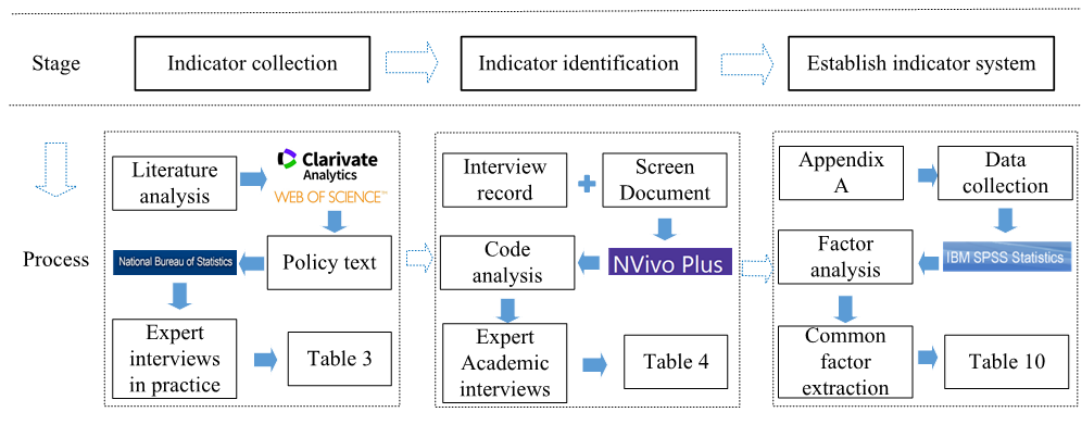 Stage
Indicator collection
Indicator identification
Establish indicator system
Process
Literature
analysis
Clarivate
Analytics
WEB OF SCIENCE™
National Bureau of Statistics
Policy text
Expert
interviews
in practice
Table 3
Interview
record
Screen
Document
Code
analysis
NVivo Plus
Expert
Academic
interviews
Table 4
Appendix
A
Data
collection
Factor
analysis
IBM SPSS Statistics
Common
factor
extraction
Table 10